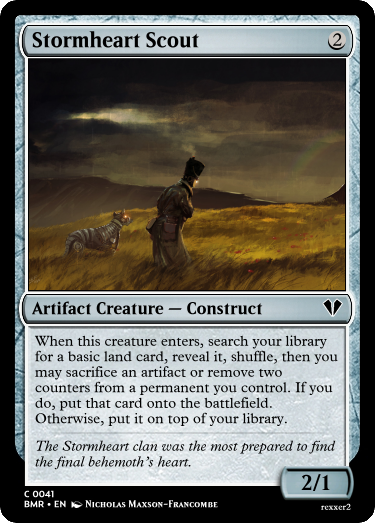 Stormheart Scout 2
Artifact Creature — Construct
When this creature enters, search your library
for a basic land card, reveal it, shuffle, then you
may sacrifice an artifact or remove two
counters from a permanent you control. If you
do, put that card onto the battlefield.
Otherwise, put it on top of your library.
The Stormheart clan was the most prepared to find
the final behemoth's heart.
2/1
C 0041
BMR • EN Nicholas Maxson-Francombe
rexxer2